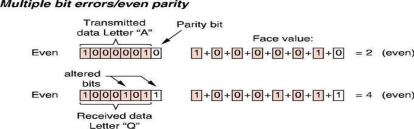 Multiple bit errors/even parity
Transmitted
data Letter "A"
Parity bit
Face value:
Even 1 0 0 0 0 0 1 0 1+0+0+0+0+0+1+0 = 2 (even)
altered
bits
Even 1 0 0 0 1 0 1 1 1+0+0+0+1+0+1+1 = 4 (even)
Received data
Letter "Q"